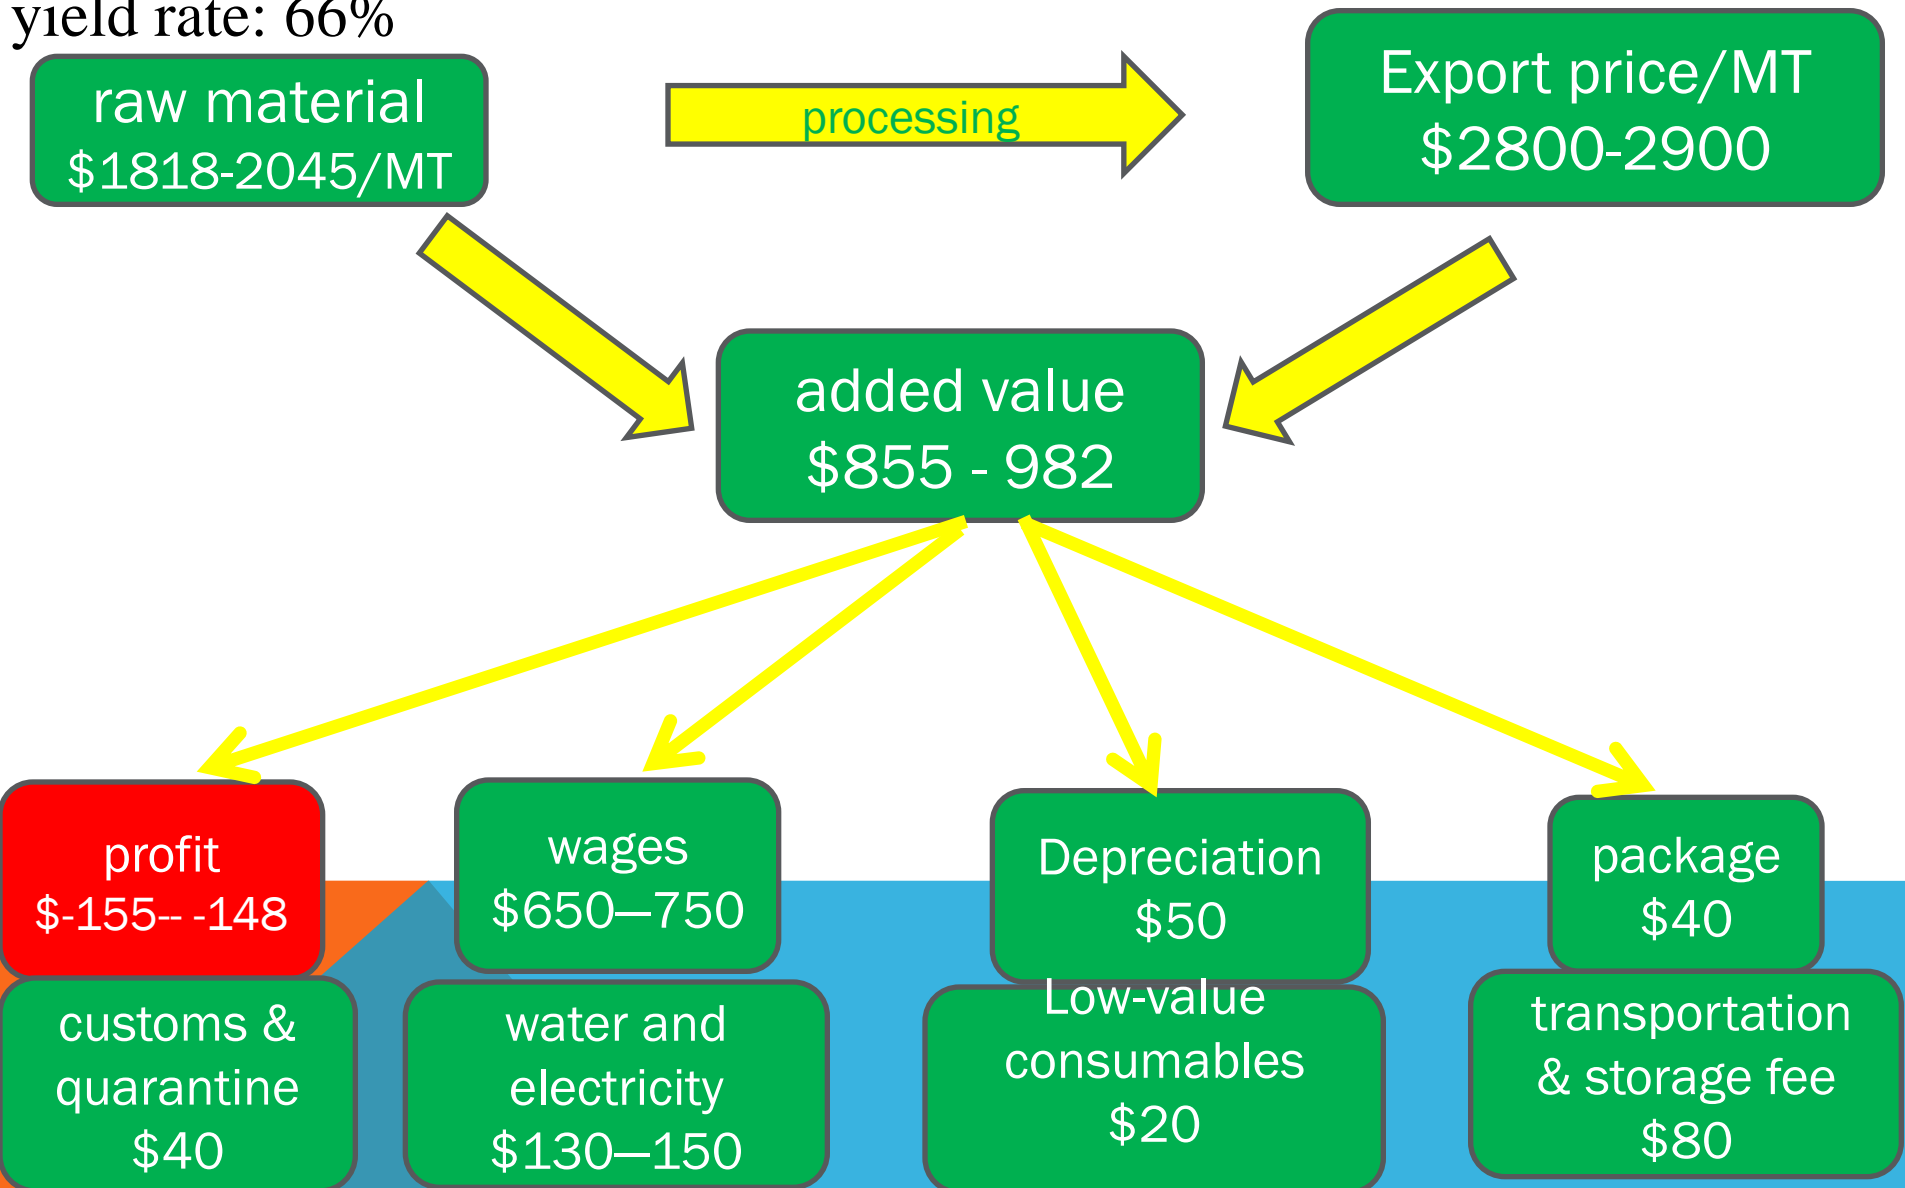 yield rate: 66%
raw material
$1818-2045/MT
processing
Export price/MT
$2800-2900
added value
$855 - 982
profit
$-155-- -148
wages
$650—750
Depreciation
$50
package
$40
customs &
quarantine
$40
water and
electricity
$130—150
Low-value
consumables
$20
transportation
& storage fee
$80